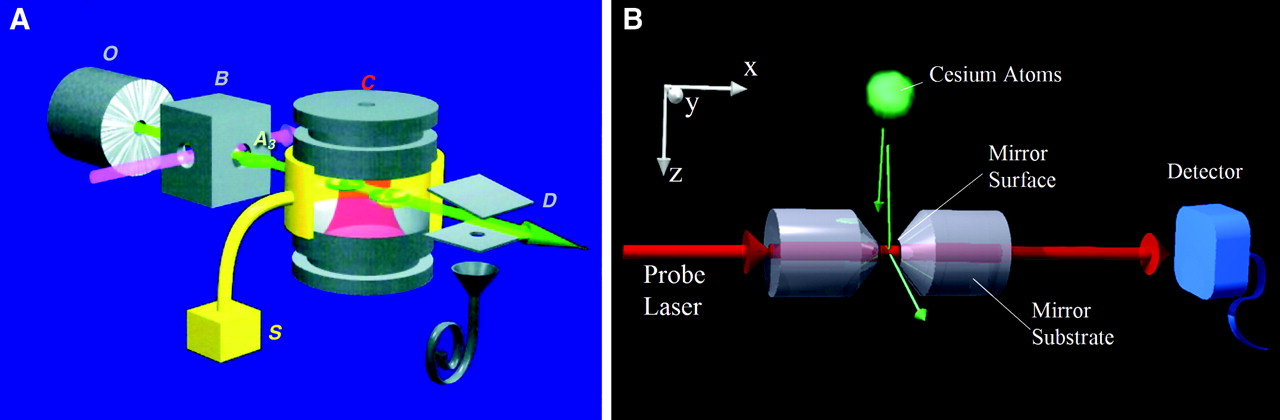 A
O
B
C
A3
D
S
B
x
y
z
Cesium Atoms
Mirror
Surface
Detector
Probe
Laser
Mirror
Substrate